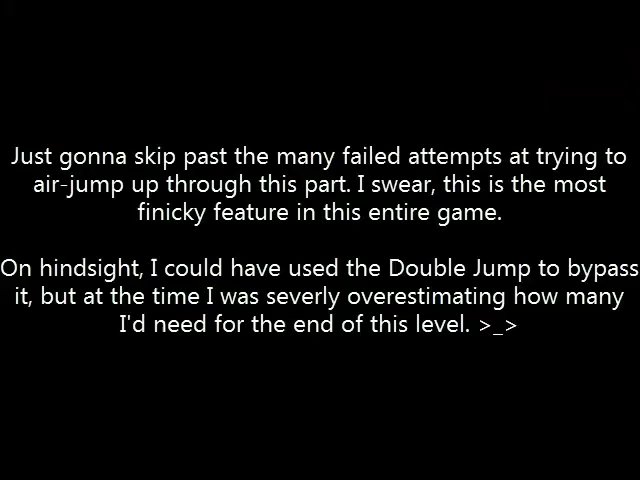 Just gonna skip past the many failed attempts at trying to
air-jump up through this part. I swear, this is the most
finicky feature in this entire game.
On hindsight, I could have used the Double Jump to bypass
it, but at the time I was severly overestimating how many
I'd need for the end of this level. >_>